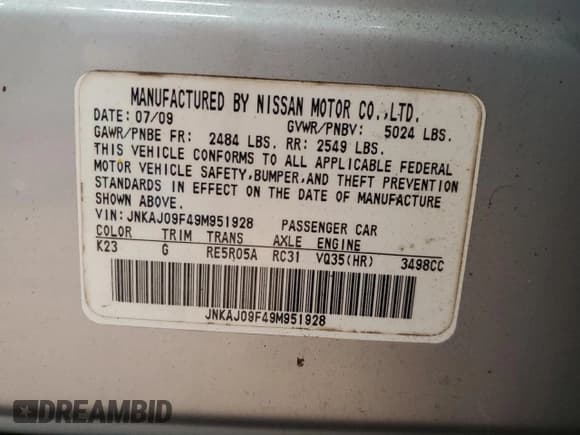 MANUFACTURED BY NISSAN MOTOR CO.,LTD.
DATE: 07/09 GVWR/PNBV: 5024 LBS.
GAWR/PNBE FR: 2484 LBS. RR: 2549 LBS.
THIS VEHICLE CONFORMS TO ALL APPLICABLE FEDERAL
MOTOR VEHICLE SAFETY, BUMPER, AND THEFT PREVENTION
STANDARDS IN EFFECT ON THE DATE OF MANUFACTURE
SHOWN ABOVE.
VIN: JNKAJ09F49M951928 PASSENGER CAR
COLOR TRIM TRANS AXLE ENGINE
K23 G RE5R05A RC31 VQ35(HR) 3498CC
JNKAJ09F49M951928
DREAMBID